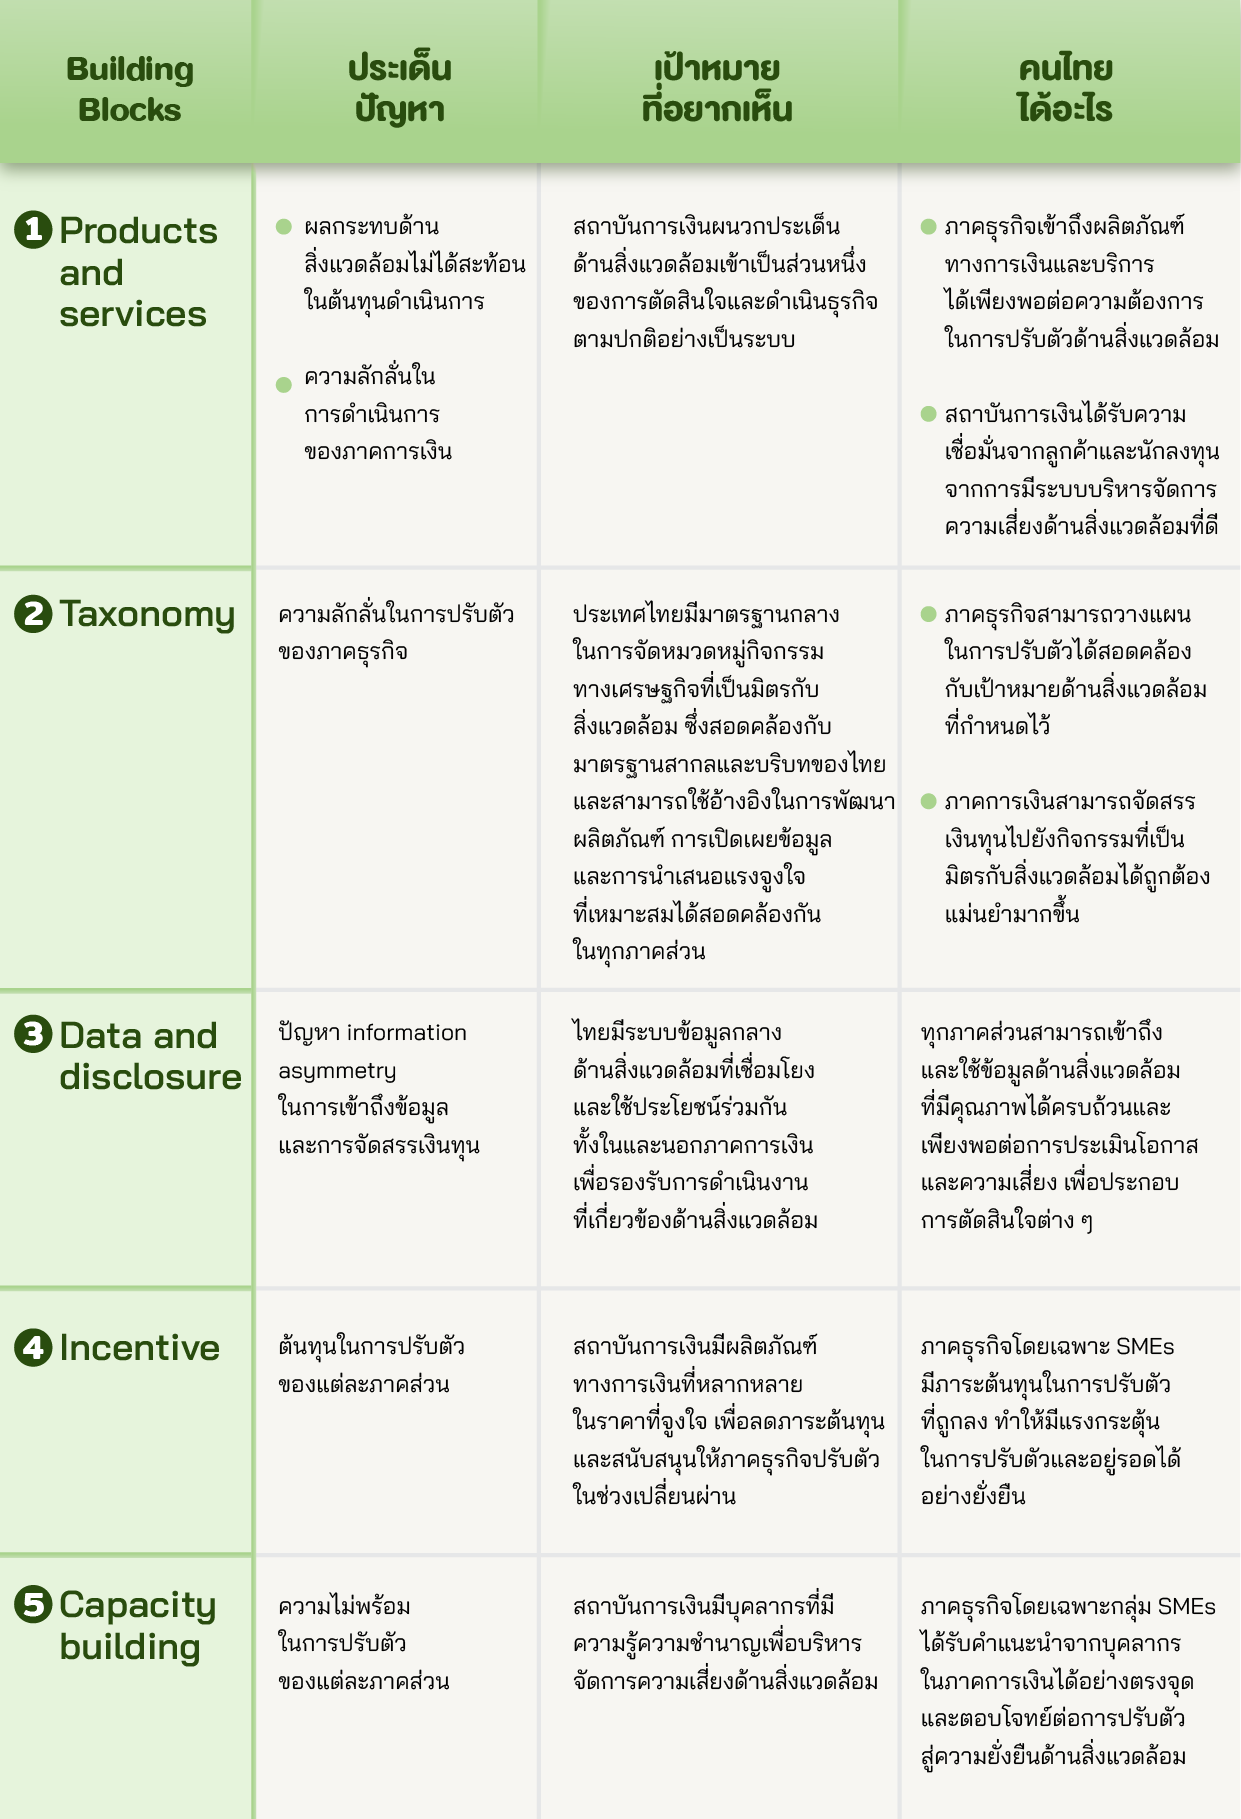 Building
Blocks
ประเด็น
ปัญหา
เป้าหมาย
ที่อยากเห็น
คนไทย
ได้อะไร
1 Products
and
services
ผลกระทบด้าน
สิ่งแวดล้อมไม่ได้สะท้อน
ในต้นทุนดำเนินการ
ความลักลั่นใน
การดำเนินการ
ของภาคการเงิน
สถาบันการเงินผนวกประเด็น
ด้านสิ่งแวดล้อมเข้าเป็นส่วนหนึ่ง
ของการตัดสินใจและดำเนินธุรกิจ
ตามปกติอย่างเป็นระบบ
ภาคธุรกิจเข้าถึงผลิตภัณฑ์
ทางการเงินและบริการ
ได้เพียงพอต่อความต้องการ
ในการปรับตัวด้านสิ่งแวดล้อม
สถาบันการเงินได้รับความ
เชื่อมั่นจากลูกค้าและนักลงทุน
จากการมีระบบบริหารจัดการ
ความเสี่ยงด้านสิ่งแวดล้อมที่ดี
2 Taxonomy
ความลักลั่นในการปรับตัว
ของภาคธุรกิจ
ประเทศไทยมีมาตรฐานกลาง
ในการจัดหมวดหมู่กิจกรรม
ทางเศรษฐกิจที่เป็นมิตรกับ
สิ่งแวดล้อม ซึ่งสอดคล้องกับ
มาตรฐานสากลและบริบทของไทย
และสามารถใช้อ้างอิงในการพัฒนา
ผลิตภัณฑ์ การเปิดเผยข้อมูล
และการนำเสนอแรงจูงใจ
ที่เหมาะสมได้สอดคล้องกัน
ในทุกภาคส่วน
ภาคธุรกิจสามารถวางแผน
ในการปรับตัวได้สอดคล้อง
กับเป้าหมายด้านสิ่งแวดล้อม
ที่กำหนดไว้
ภาคการเงินสามารถจัดสรร
เงินทุนไปยังกิจกรรมที่เป็น
มิตรกับสิ่งแวดล้อมได้ถูกต้อง
แม่นยำมากขึ้น
3 Data and
disclosure
ปัญหา information
asymmetry
ในการเข้าถึงข้อมูล
และการจัดสรรเงินทุน
ไทยมีระบบข้อมูลกลาง
ด้านสิ่งแวดล้อมที่เชื่อมโยง
และใช้ประโยชน์ร่วมกัน
ทั้งในและนอกภาคการเงิน
เพื่อรองรับการดำเนินงาน
ที่เกี่ยวข้องด้านสิ่งแวดล้อม
ทุกภาคส่วนสามารถเข้าถึง
และใช้ข้อมูลด้านสิ่งแวดล้อม
ที่มีคุณภาพได้ครบถ้วนและ
เพียงพอต่อการประเมินโอกาส
และความเสี่ยง เพื่อประกอบ
การตัดสินใจต่าง ๆ
4 Incentive
ต้นทุนในการปรับตัว
ของแต่ละภาคส่วน
สถาบันการเงินมีผลิตภัณฑ์
ทางการเงินที่หลากหลาย
ในราคาที่จูงใจ เพื่อลดภาระต้นทุน
และสนับสนุนให้ภาคธุรกิจปรับตัว
ในช่วงเปลี่ยนผ่าน
ภาคธุรกิจโดยเฉพาะ SMEs
มีภาระต้นทุนในการปรับตัว
ที่ถูกลง ทำให้มีแรงกระตุ้น
ในการปรับตัวและอยู่รอดได้
อย่างยั่งยืน
5 Capacity
building
ความไม่พร้อม
ในการปรับตัว
ของแต่ละภาคส่วน
สถาบันการเงินมีบุคลากรที่มี
ความรู้ความชำนาญเพื่อบริหาร
จัดการความเสี่ยงด้านสิ่งแวดล้อม
ภาคธุรกิจโดยเฉพาะกลุ่ม SMEs
ได้รับคำแนะนำจากบุคลากร
ในภาคการเงินได้อย่างตรงจุด
และตอบโจทย์ต่อการปรับตัว
สู่ความยั่งยืนด้านสิ่งแวดล้อม